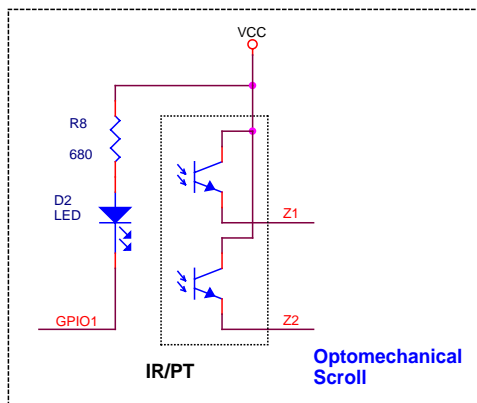 VCC
R8
680
D2
LED
Z1
GPIO1
Z2
IR/PT
Optomechanical
Scroll